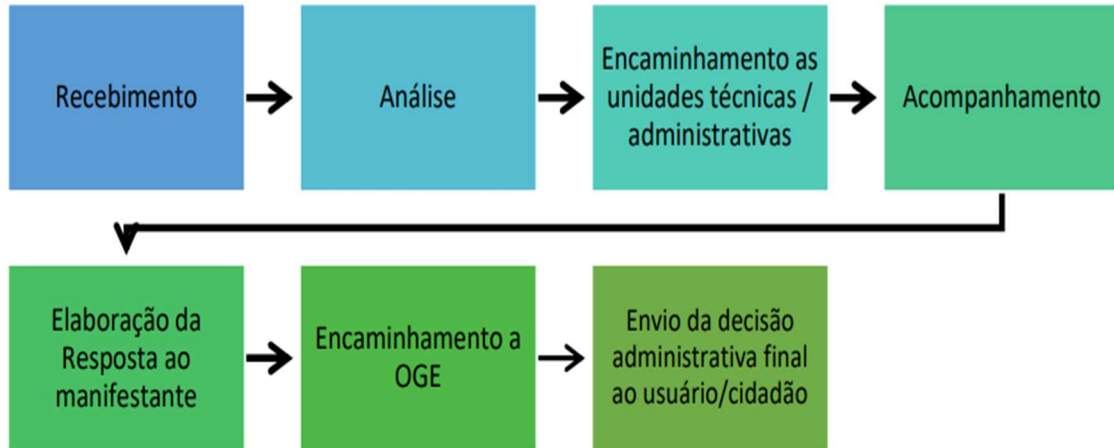 Recebimento
Análise
Encaminhamento as
unidades técnicas /
administrativas
Acompanhamento
Elaboração da
Resposta ao
manifestante
Encaminhamento a
OGE
Envio da decisão
administrativa final
ao usuário/cidadão